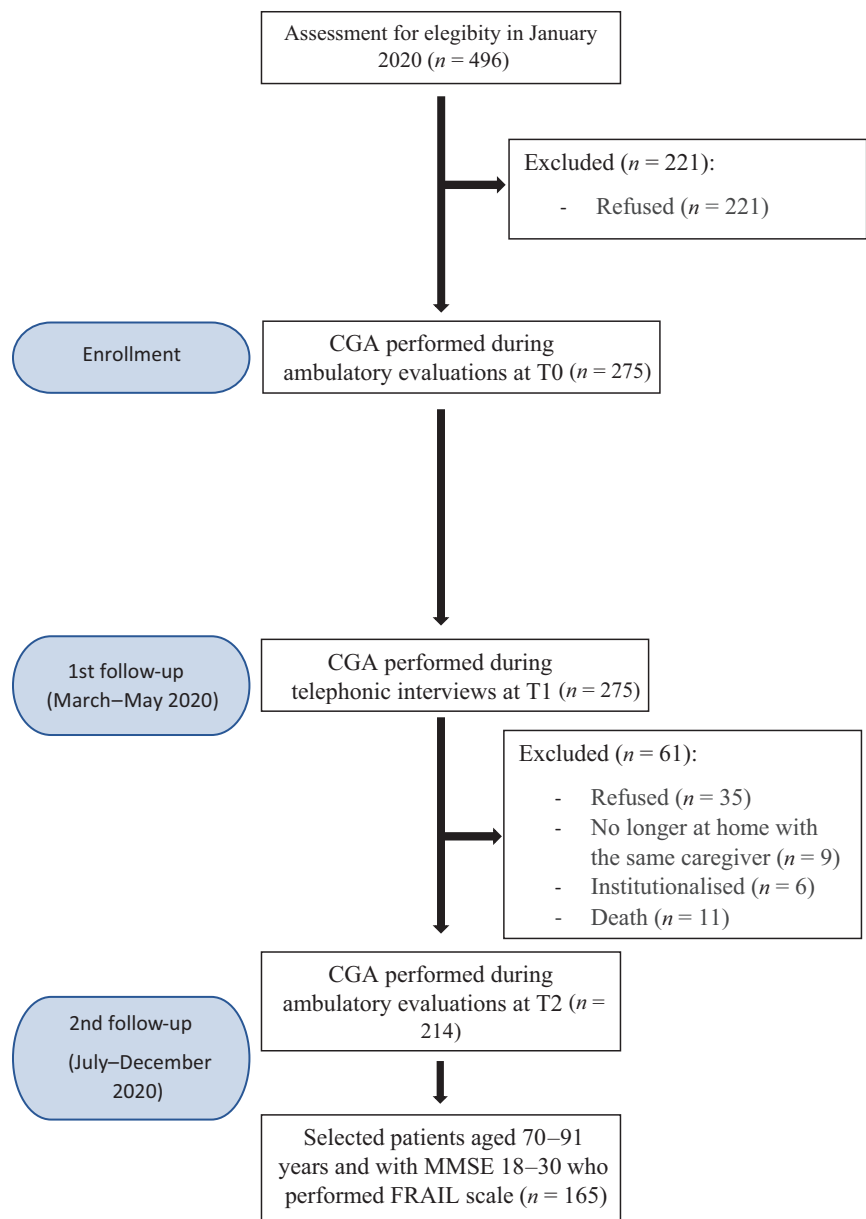 Assessment for elegibity in January
2020 (n = 496)
Excluded (n = 221):
- Refused (n = 221)
Enrollment
CGA performed during
ambulatory evaluations at T0 (n = 275)
1st follow-up
(March–May 2020)
CGA performed during
telephonic interviews at T1 (n = 275)
Excluded (n = 61):
- Refused (n = 35)
- No longer at home with
the same caregiver (n = 9)
- Institutionalised (n = 6)
- Death (n = 11)
2nd follow-up
(July–December
2020)
CGA performed during
ambulatory evaluations at T2 (n =
214)
Selected patients aged 70–91
years and with MMSE 18–30 who
performed FRAIL scale (n = 165)